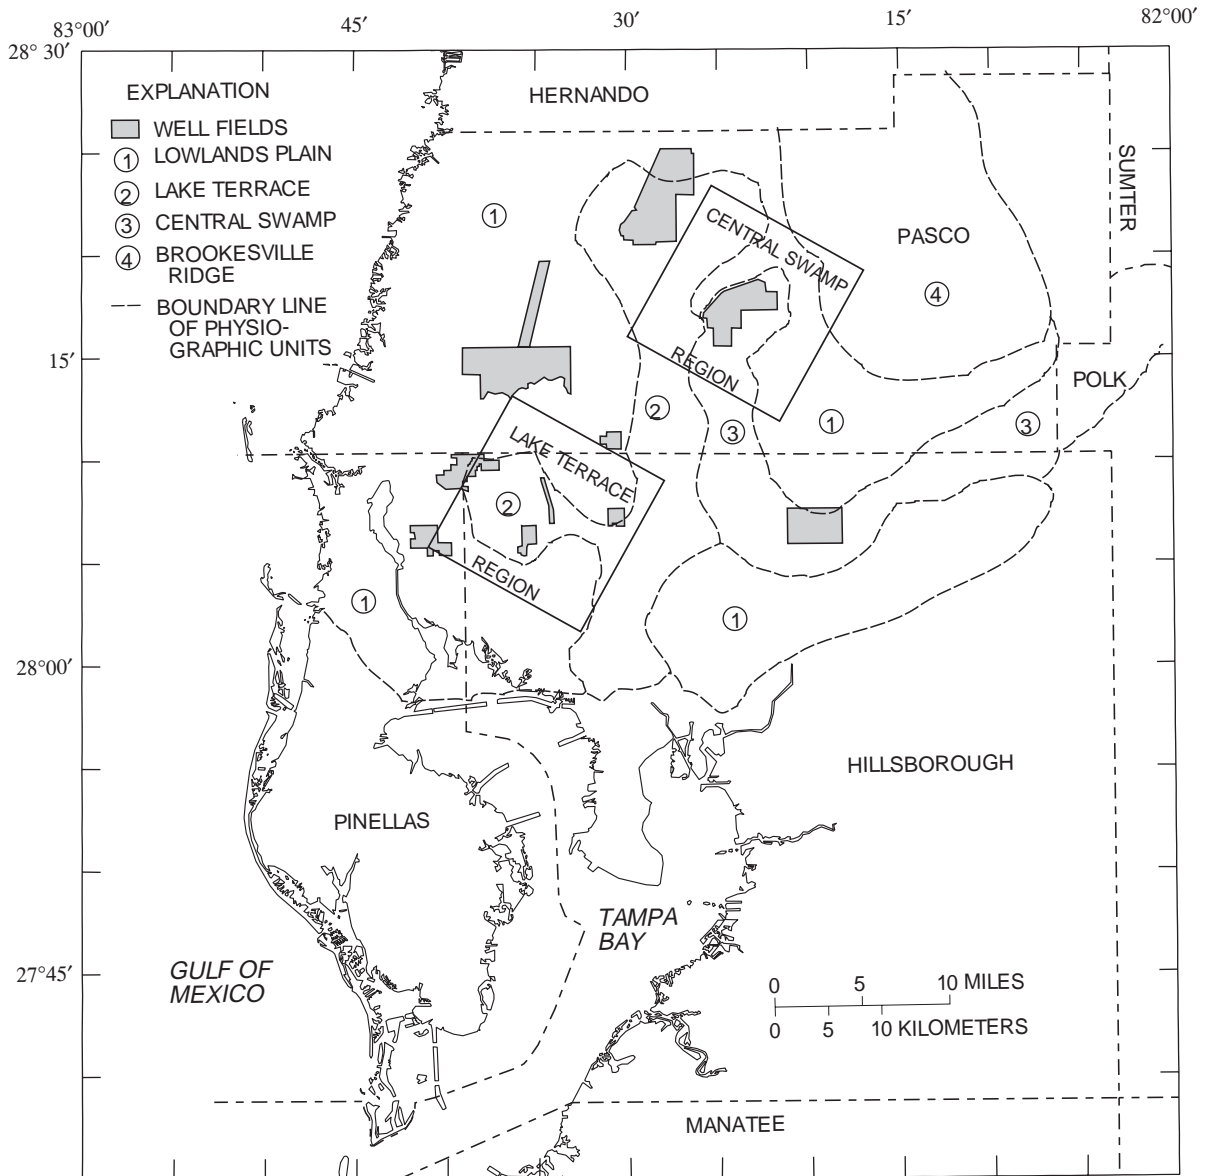 83°00′
45′
30′
15′
82°00′
28° 30′
EXPLANATION
WELL FIELDS
1 LOWLANDS PLAIN
2 LAKE TERRACE
3 CENTRAL SWAMP
4 BROOKESVILLE
RIDGE
BOUNDARY LINE
OF PHYSIO-
GRAPHIC UNITS
HERNANDO
SUMTER
1
CENTRAL SWAMP
PASCO
4
15′
REGION
POLK
2
3
1
3
LAKE TERRACE
2
REGION
1
1
28°00′
HILLSBOROUGH
PINELLAS
TAMPA
BAY
27°45′
GULF OF
MEXICO
0 5 10 MILES
0 5 10 KILOMETERS
MANATEE